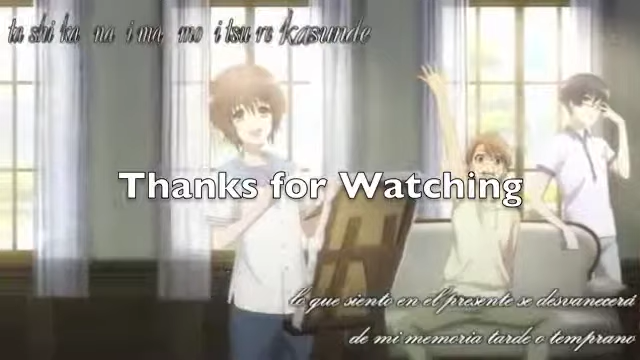 ta shi ka na i ma mo i tsu re kasunde
Thanks for Watching
lo que siento en el presente se desvanecerá
de mi memoria tarde o temprano